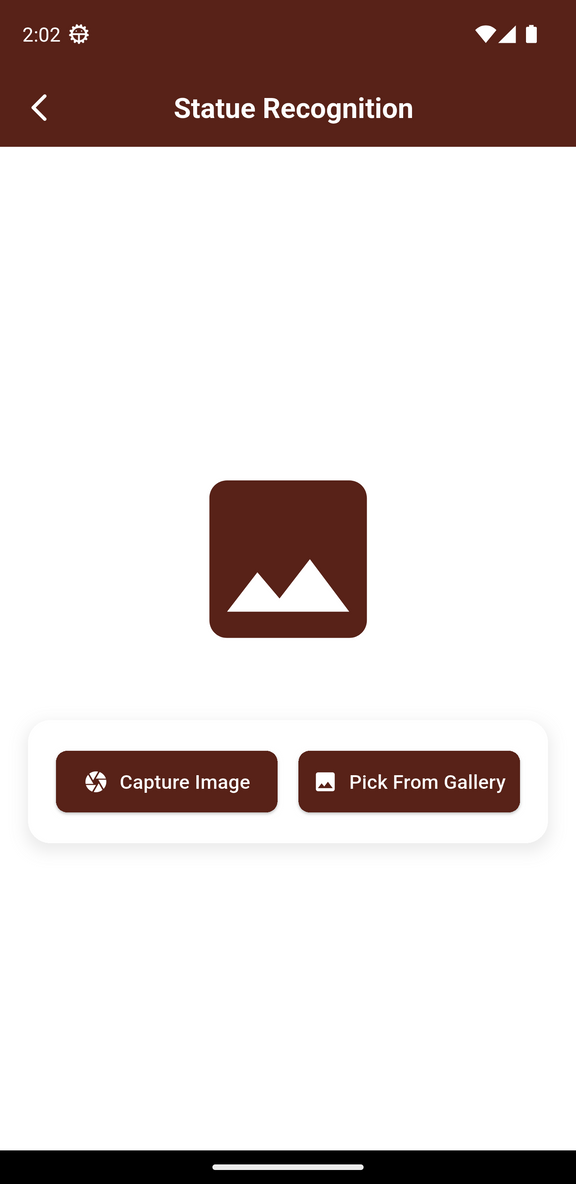 2:02
Statue Recognition
Capture Image
Pick From Gallery